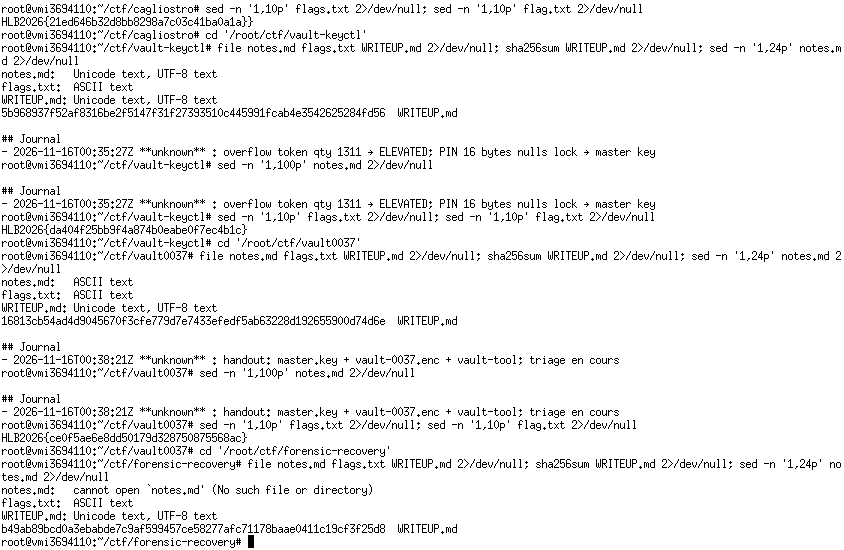 root@vmi3694110:~/ctf/cagliostro# sed -n '1,10p' flags.txt 2>/dev/null; sed -n '1,10p' flags.txt 2>/dev/null
HLB2026{21ed646b32d8bb8298a7c03c41ba0a1a}}
root@vmi3694110:~/ctf/cagliostro# cd '/root/ctf/vault-keyctl'
root@vmi3694110:~/ctf/vault-keyctl# file notes.md flags.txt WRITEUP.md 2>/dev/null; sha256sum WRITEUP.md 2>/dev/null; sed -n '1,24p' notes.m
d 2>/dev/null
notes.md:   Unicode text, UTF-8 text
flags.txt:  ASCII text
WRITEUP.md: Unicode text, UTF-8 text
5b968937f52af8316be2f5147f31f27393510c445991fcab4e3542625284fd56  WRITEUP.md

## Journal
- 2026-11-16T00:35:27Z **unknown** : overflow token qty 1311 → ELEVATED; PIN 16 bytes nulls lock → master key
root@vmi3694110:~/ctf/vault-keyctl# sed -n '1,100p' notes.md 2>/dev/null

## Journal
- 2026-11-16T00:35:27Z **unknown** : overflow token qty 1311 → ELEVATED; PIN 16 bytes nulls lock → master key
root@vmi3694110:~/ctf/vault-keyctl# sed -n '1,10p' flags.txt 2>/dev/null; sed -n '1,10p' flag.txt 2>/dev/null
HLB2026{da404f25bb9f4a874b0eabe0f7ec4b1c}
root@vmi3694110:~/ctf/vault-keyctl# cd '/root/ctf/vault0037'
root@vmi3694110:~/ctf/vault0037# file notes.md flags.txt WRITEUP.md 2>/dev/null; sha256sum WRITEUP.md 2>/dev/null; sed -n '1,24p' notes.md 2
>/dev/null
notes.md:   ASCII text
flags.txt:  ASCII text
WRITEUP.md: Unicode text, UTF-8 text
16813cb54ad4d9045670f3cfe779d7e7433efedf5ab63228d192655900d74d6e  WRITEUP.md

## Journal
- 2026-11-16T00:38:21Z **unknown** : handout: master.key + vault-0037.enc + vault-tool; triage en cours
root@vmi3694110:~/ctf/vault0037# sed -n '1,100p' notes.md 2>/dev/null

## Journal
- 2026-11-16T00:38:21Z **unknown** : handout: master.key + vault-0037.enc + vault-tool; triage en cours
root@vmi3694110:~/ctf/vault0037# sed -n '1,10p' flags.txt 2>/dev/null; sed -n '1,10p' flag.txt 2>/dev/null
HLB2026{ce0f5ae6e8dd50179d328750875568ac}
root@vmi3694110:~/ctf/vault0037# cd '/root/ctf/forensic-recovery'
root@vmi3694110:~/ctf/forensic-recovery# file notes.md flags.txt WRITEUP.md 2>/dev/null; sha256sum WRITEUP.md 2>/dev/null; sed -n '1,24p' no
tes.md 2>/dev/null
notes.md:   cannot open `notes.md' (No such file or directory)
flags.txt:  ASCII text
WRITEUP.md: Unicode text, UTF-8 text
b49ab89bcd0a3ebabde7c9af599457ce58277afc71178baae0411c19cf3f25d8  WRITEUP.md
root@vmi3694110:~/ctf/forensic-recovery#